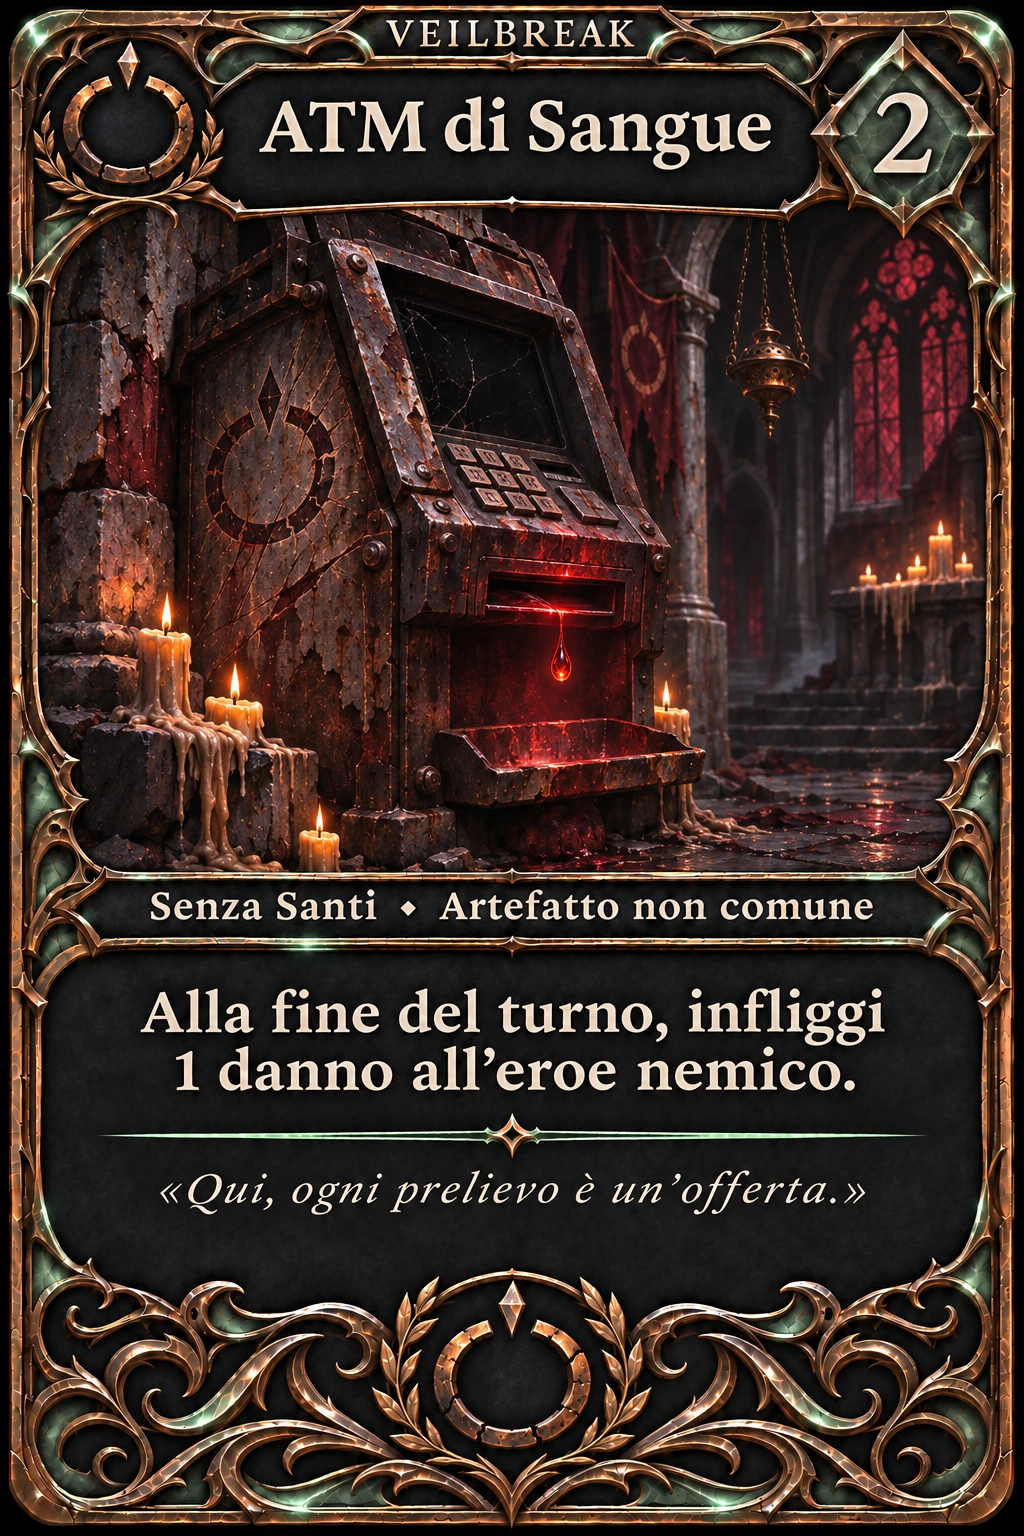 VEILBREAK
ATM di Sangue
2
Senza Santi ◆ Artefatto non comune
Alla fine del turno, infliggi
1 danno all’eroe nemico.
«Qui, ogni prelievo è un’offerta.»